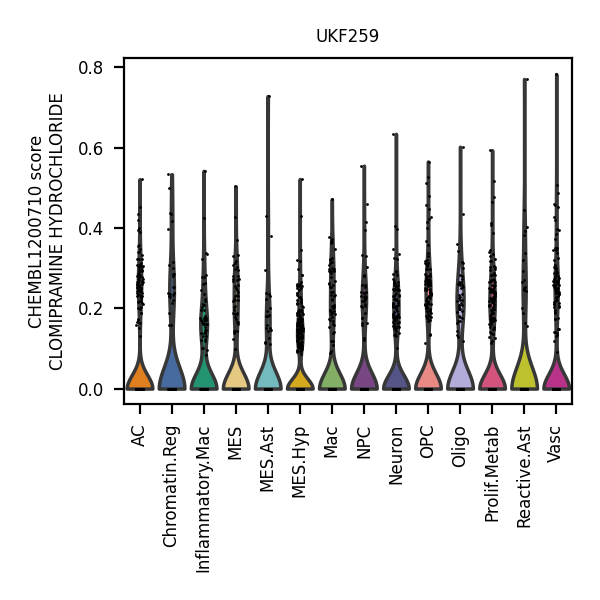 UKF259
CHEMBL1200710 score
CLOMIPRAMINE HYDROCHLORIDE
0.8
0.6
0.4
0.2
0.0
AC
Chromatin.Reg
Inflammatory.Mac
MES
MES.Ast
MES.Hyp
Mac
NPC
Neuron
OPC
Oligo
Prolif.Metab
Reactive.Ast
Vasc